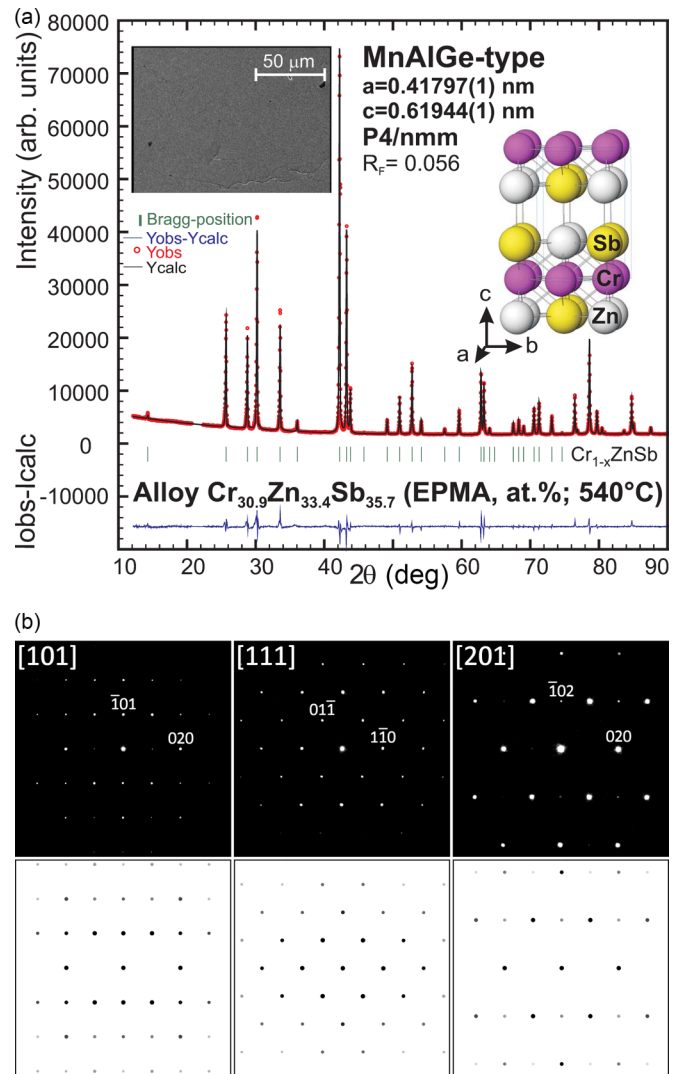 (a)
80000
70000
60000
50000
40000
30000
20000
10000
0
-10000
Intensity (arb. units)
Iobs-Icalc
50 μm
MnAlGe-type
a=0.41797(1) nm
c=0.61944(1) nm
P4/nmm
R_F= 0.056
Bragg-position
Yobs-Ycalc
Yobs
Ycalc
Sb
Cr
Zn
c
a
b
Cr₁₋ₓZnSb
Alloy Cr₃₀.₉Zn₃₃.₄Sb₃₅.₇ (EPMA, at.%; 540°C)
10 20 30 40 50 60 70 80 90
2θ (deg)
(b)
[101]
1̄01
020
[111]
011̄
11̄0
[201]
1̄02
020